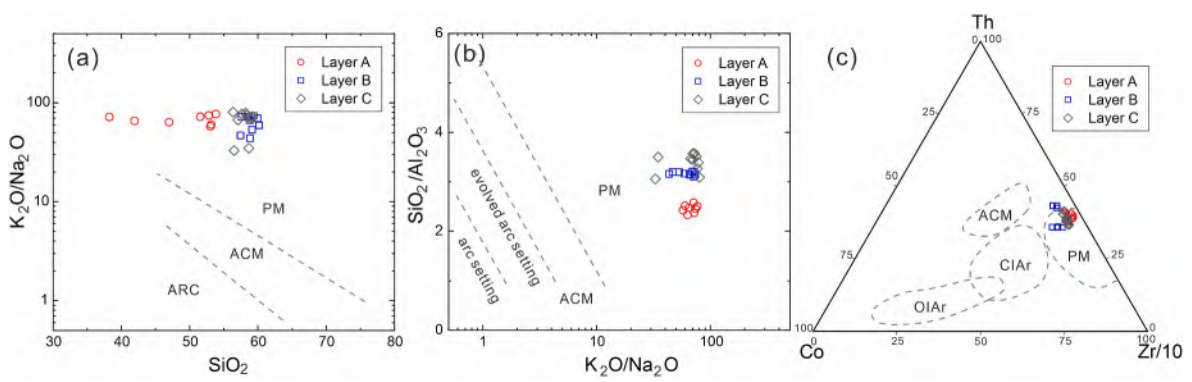 (a)
Layer A
Layer B
Layer C
100
10
1
K₂O/Na₂O
PM
ACM
ARC
30
40
50
60
70
80
SiO₂
(b)
Layer A
Layer B
Layer C
6
4
2
0
SiO₂/Al₂O₃
PM
evolved arc setting
arc setting
ACM
1
10
100
K₂O/Na₂O
(c)
Th
0
100
Layer A
Layer B
Layer C
25
75
50
50
ACM
75
CIAr
PM
25
OIAr
100
0
Co
0
25
50
75
100
Zr/10